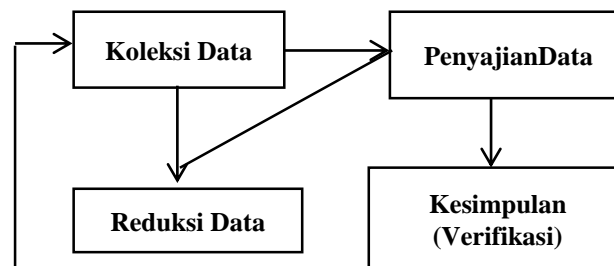 Koleksi Data
PenyajianData
Reduksi Data
Kesimpulan
(Verifikasi)